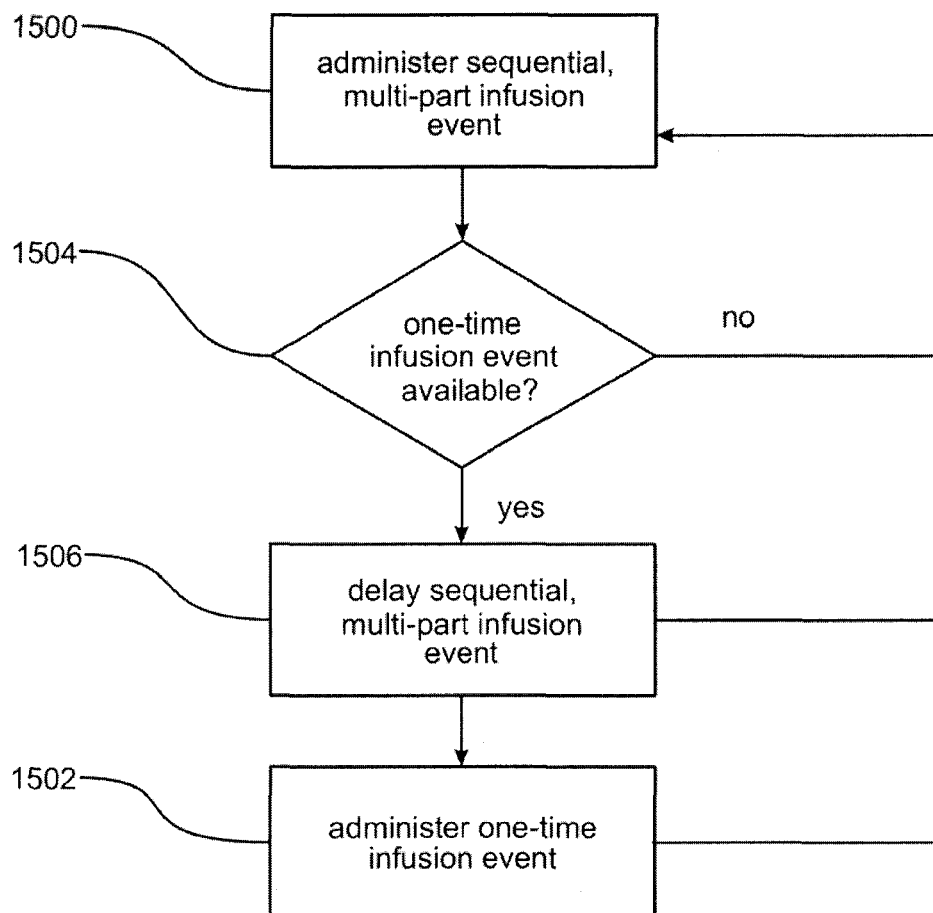 1500
administer sequential,
multi-part infusion
event
1504
one-time
infusion event
available?
no
yes
1506
delay sequential,
multi-part infusion
event
1502
administer one-time
infusion event